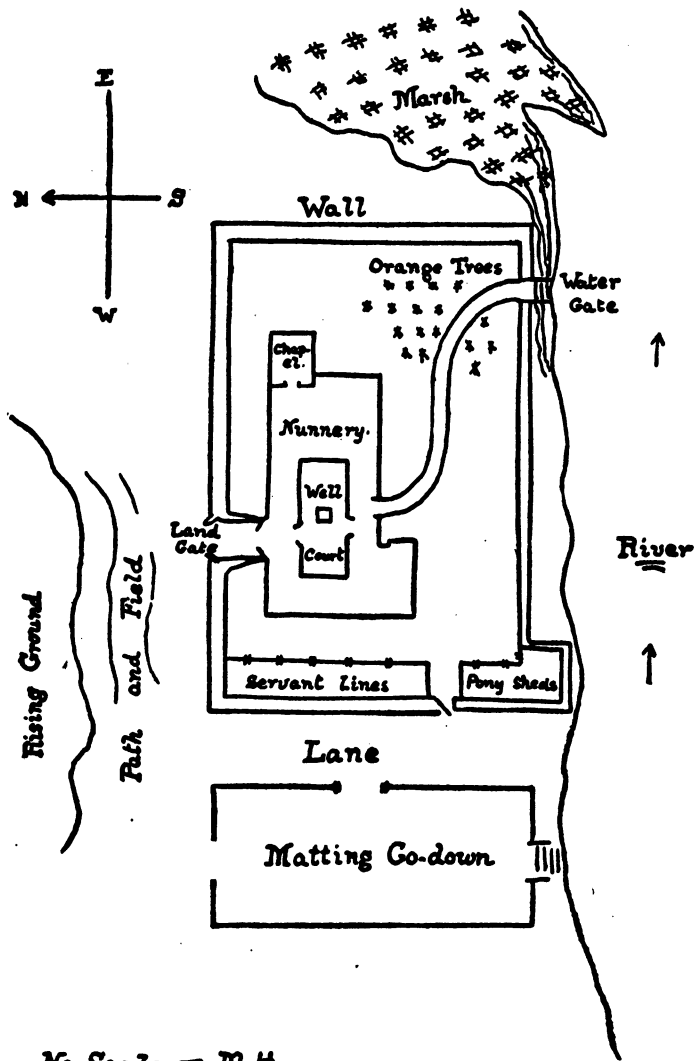 Marsh
E
N
S
W
Wall
Orange Trees
Water
Gate
Chap-
el.
Nunnery.
Well
Court
Land
Gate
River
Rising Ground
Path and Field
Servant Lines
Pony Sheds
Lane
Matting Go-down